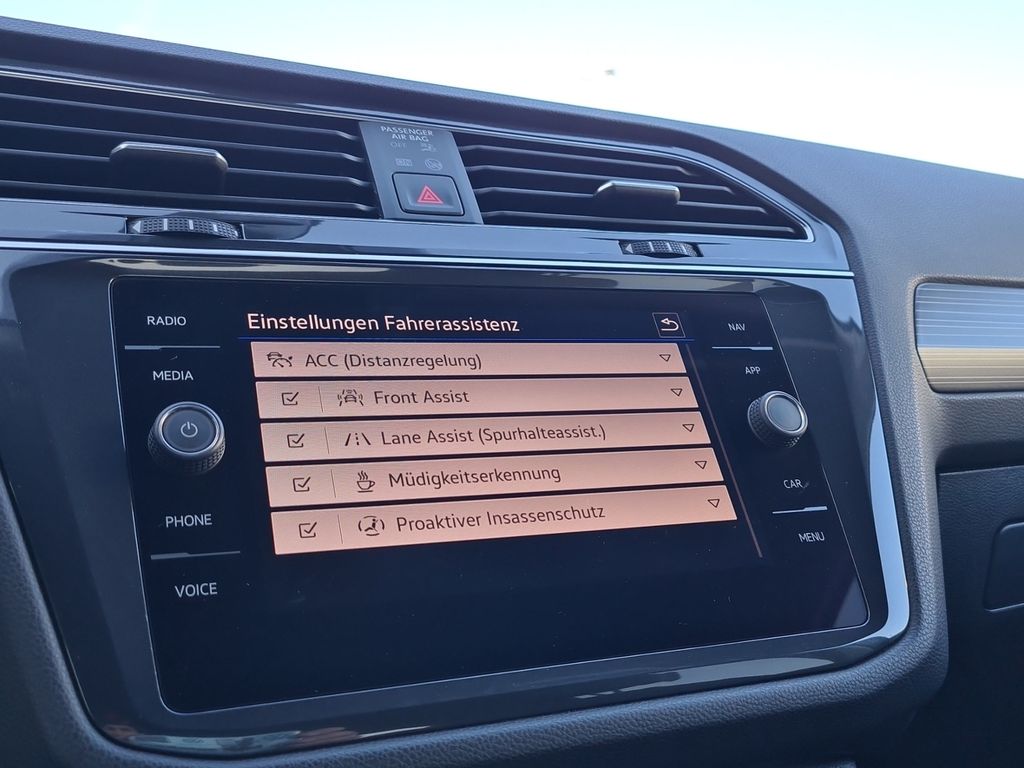 PASSENGER
AIR BAG
OFF
RADIO
MEDIA
PHONE
VOICE
Einstellungen Fahrerassistenz
ACC (Distanzregelung)
Front Assist
Lane Assist (Spurhalteassist.)
Müdigkeitserkennung
Proaktiver Insassenschutz
NAV
APP
CAR
MENU